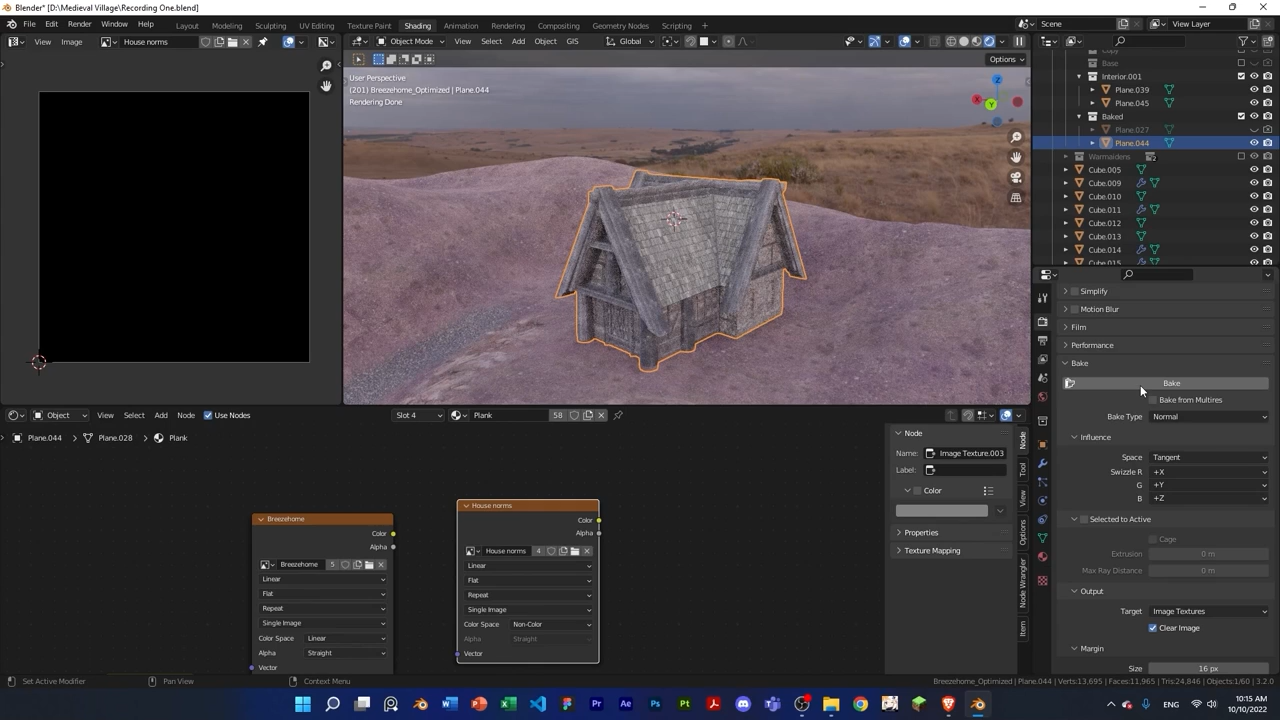 Blender* [D:\Medieval Village\Recording One.blend]
File Edit Render Window Help Layout Modeling Sculpting UV Editing Texture Paint Shading Animation Rendering Compositing Geometry Nodes Scripting + Scene View Layer
View Image House norms
Object Mode View Select Add Object GIS Global
Options
User Perspective
(201) Breezehome_Optimized | Plane.044
Rendering Done
Z
X
Y
Base
Interior.001
Plane.039
Plane.045
Baked
Plane.027
Plane.044
Warmaidens 2
Cube.005
Cube.009
Cube.010
Cube.011
Cube.012
Cube.013
Cube.014
Cube.015
Simplify
Motion Blur
Film
Performance
Bake
Bake
Bake from Multires
Bake Type Normal
Influence
Space Tangent
Swizzle R +X
G +Y
B +Z
Selected to Active
Cage
Extrusion 0 m
Max Ray Distance 0 m
Output
Target Image Textures
Clear Image
Margin
Size 16 px
Object View Select Add Node Use Nodes Slot 4 Plank 58
Plane.044 > Plane.028 > Plank
Breezehome
Color
Alpha
Breezehome 5
Linear
Flat
Repeat
Single Image
Color Space Linear
Alpha Straight
Vector
House norms
Color
Alpha
House norms 4
Linear
Flat
Repeat
Single Image
Color Space Non-Color
Alpha Straight
Vector
Node
Name: Image Texture.003
Label:
Color
Properties
Texture Mapping
Node
Tool
View
Options
Node Wrangler
Item
Set Active Modifier Pan View Context Menu
Breezehome_Optimized | Plane.044 | Verts:13,695 | Faces:11,965 | Tris:24,846 | Objects:1/60 | 3.2.0
ENG
10:15 AM
10/10/2022